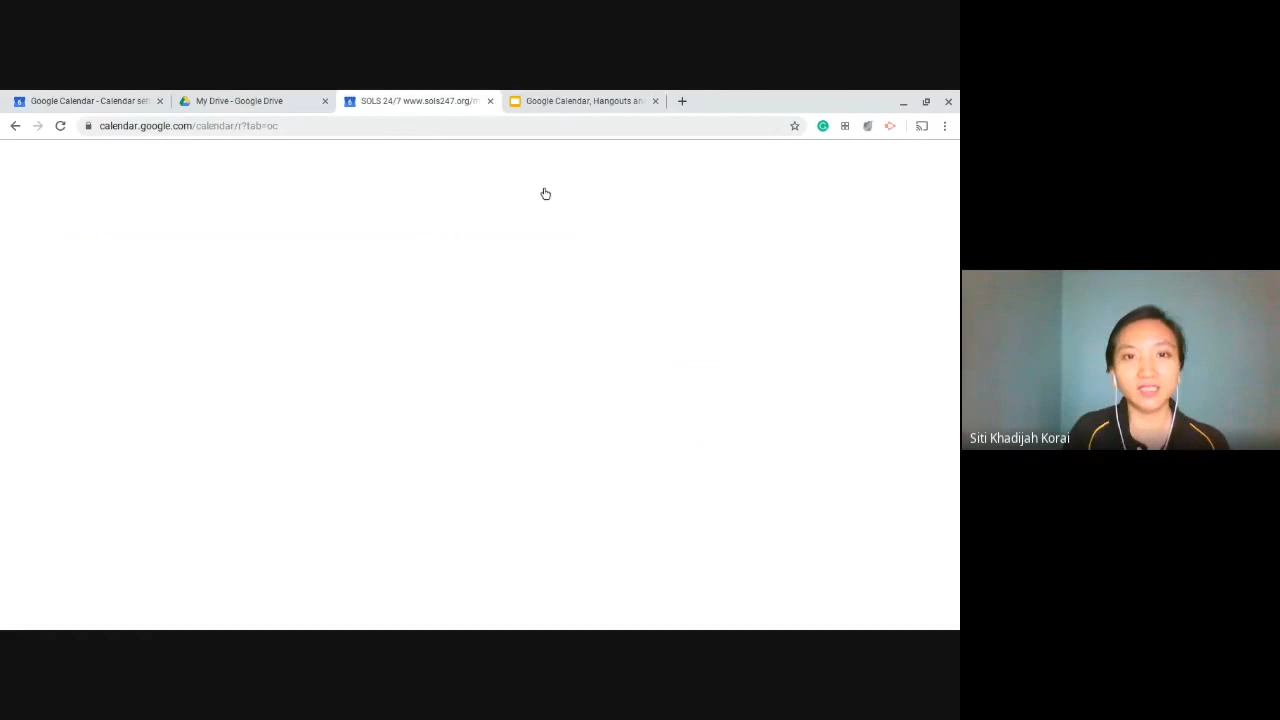 Google Calendar - Calendar set
My Drive - Google Drive
SOLS 24/7 www.sols247.org/m
Google Calendar, Hangouts an
calendar.google.com/calendar/r?tab=oc
Siti Khadijah Korai